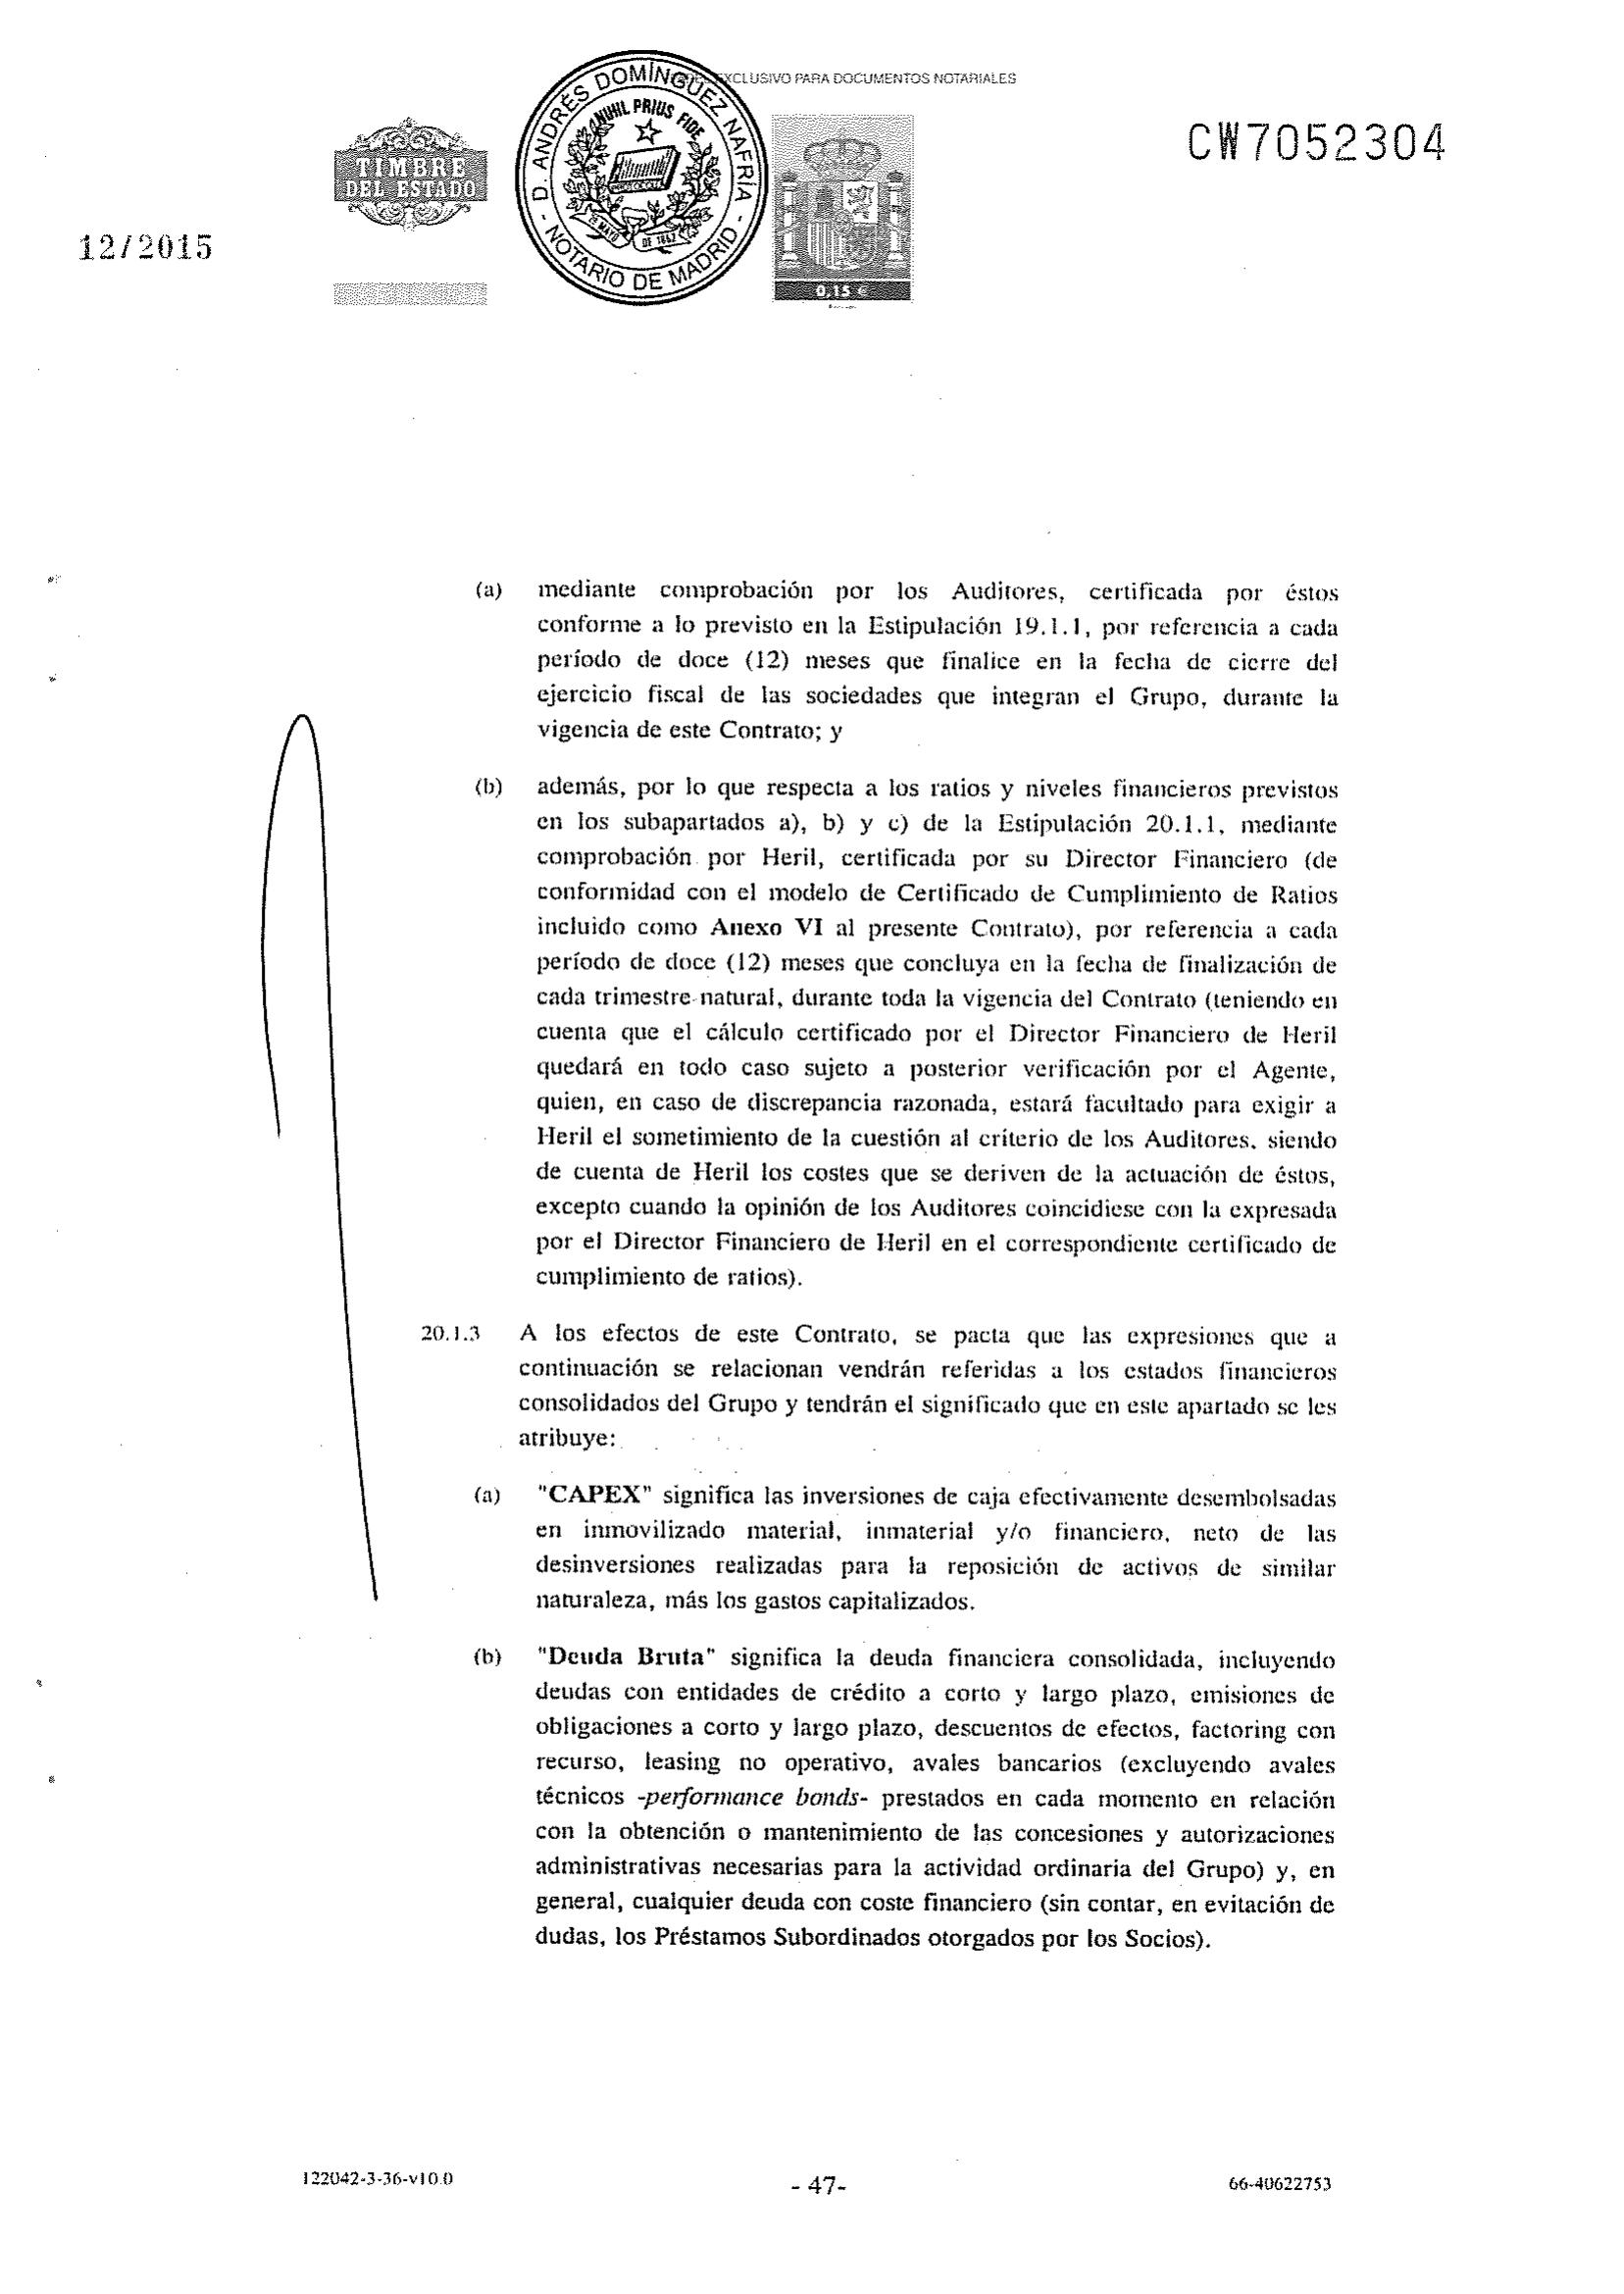 EXCLUSIVO PARA DOCUMENTOS NOTARIALES
CW7052304
TIMBRE
DEL ESTADO
D. ANDRÉS DOMÍNGUEZ NAFRÍA
- NOTARIO DE MADRID -
NIHIL PRIUS FIDE
DE 1862
0,15 €
12/2015
(a) mediante comprobación por los Auditores, certificada por éstos
conforme a lo previsto en la Estipulación 19.1.1, por referencia a cada
período de doce (12) meses que finalice en la fecha de cierre del
ejercicio fiscal de las sociedades que integran el Grupo, durante la
vigencia de este Contrato; y
(b) además, por lo que respecta a los ratios y niveles financieros previstos
en los subapartados a), b) y c) de la Estipulación 20.1.1, mediante
comprobación por Heril, certificada por su Director Financiero (de
conformidad con el modelo de Certificado de Cumplimiento de Ratios
incluido como Anexo VI al presente Contrato), por referencia a cada
período de doce (12) meses que concluya en la fecha de finalización de
cada trimestre natural, durante toda la vigencia del Contrato (teniendo en
cuenta que el cálculo certificado por el Director Financiero de Heril
quedará en todo caso sujeto a posterior verificación por el Agente,
quien, en caso de discrepancia razonada, estará facultado para exigir a
Heril el sometimiento de la cuestión al criterio de los Auditores, siendo
de cuenta de Heril los costes que se deriven de la actuación de éstos,
excepto cuando la opinión de los Auditores coincidiese con la expresada
por el Director Financiero de Heril en el correspondiente certificado de
cumplimiento de ratios).
20.1.3 A los efectos de este Contrato, se pacta que las expresiones que a
continuación se relacionan vendrán referidas a los estados financieros
consolidados del Grupo y tendrán el significado que en este apartado se les
atribuye:
(a) "CAPEX" significa las inversiones de caja efectivamente desembolsadas
en inmovilizado material, inmaterial y/o financiero, neto de las
desinversiones realizadas para la reposición de activos de similar
naturaleza, más los gastos capitalizados.
(b) "Deuda Bruta" significa la deuda financiera consolidada, incluyendo
deudas con entidades de crédito a corto y largo plazo, emisiones de
obligaciones a corto y largo plazo, descuentos de efectos, factoring con
recurso, leasing no operativo, avales bancarios (excluyendo avales
técnicos -performance bonds- prestados en cada momento en relación
con la obtención o mantenimiento de las concesiones y autorizaciones
administrativas necesarias para la actividad ordinaria del Grupo) y, en
general, cualquier deuda con coste financiero (sin contar, en evitación de
dudas, los Préstamos Subordinados otorgados por los Socios).
122042-3-36-v10.0
- 47-
66-40622753